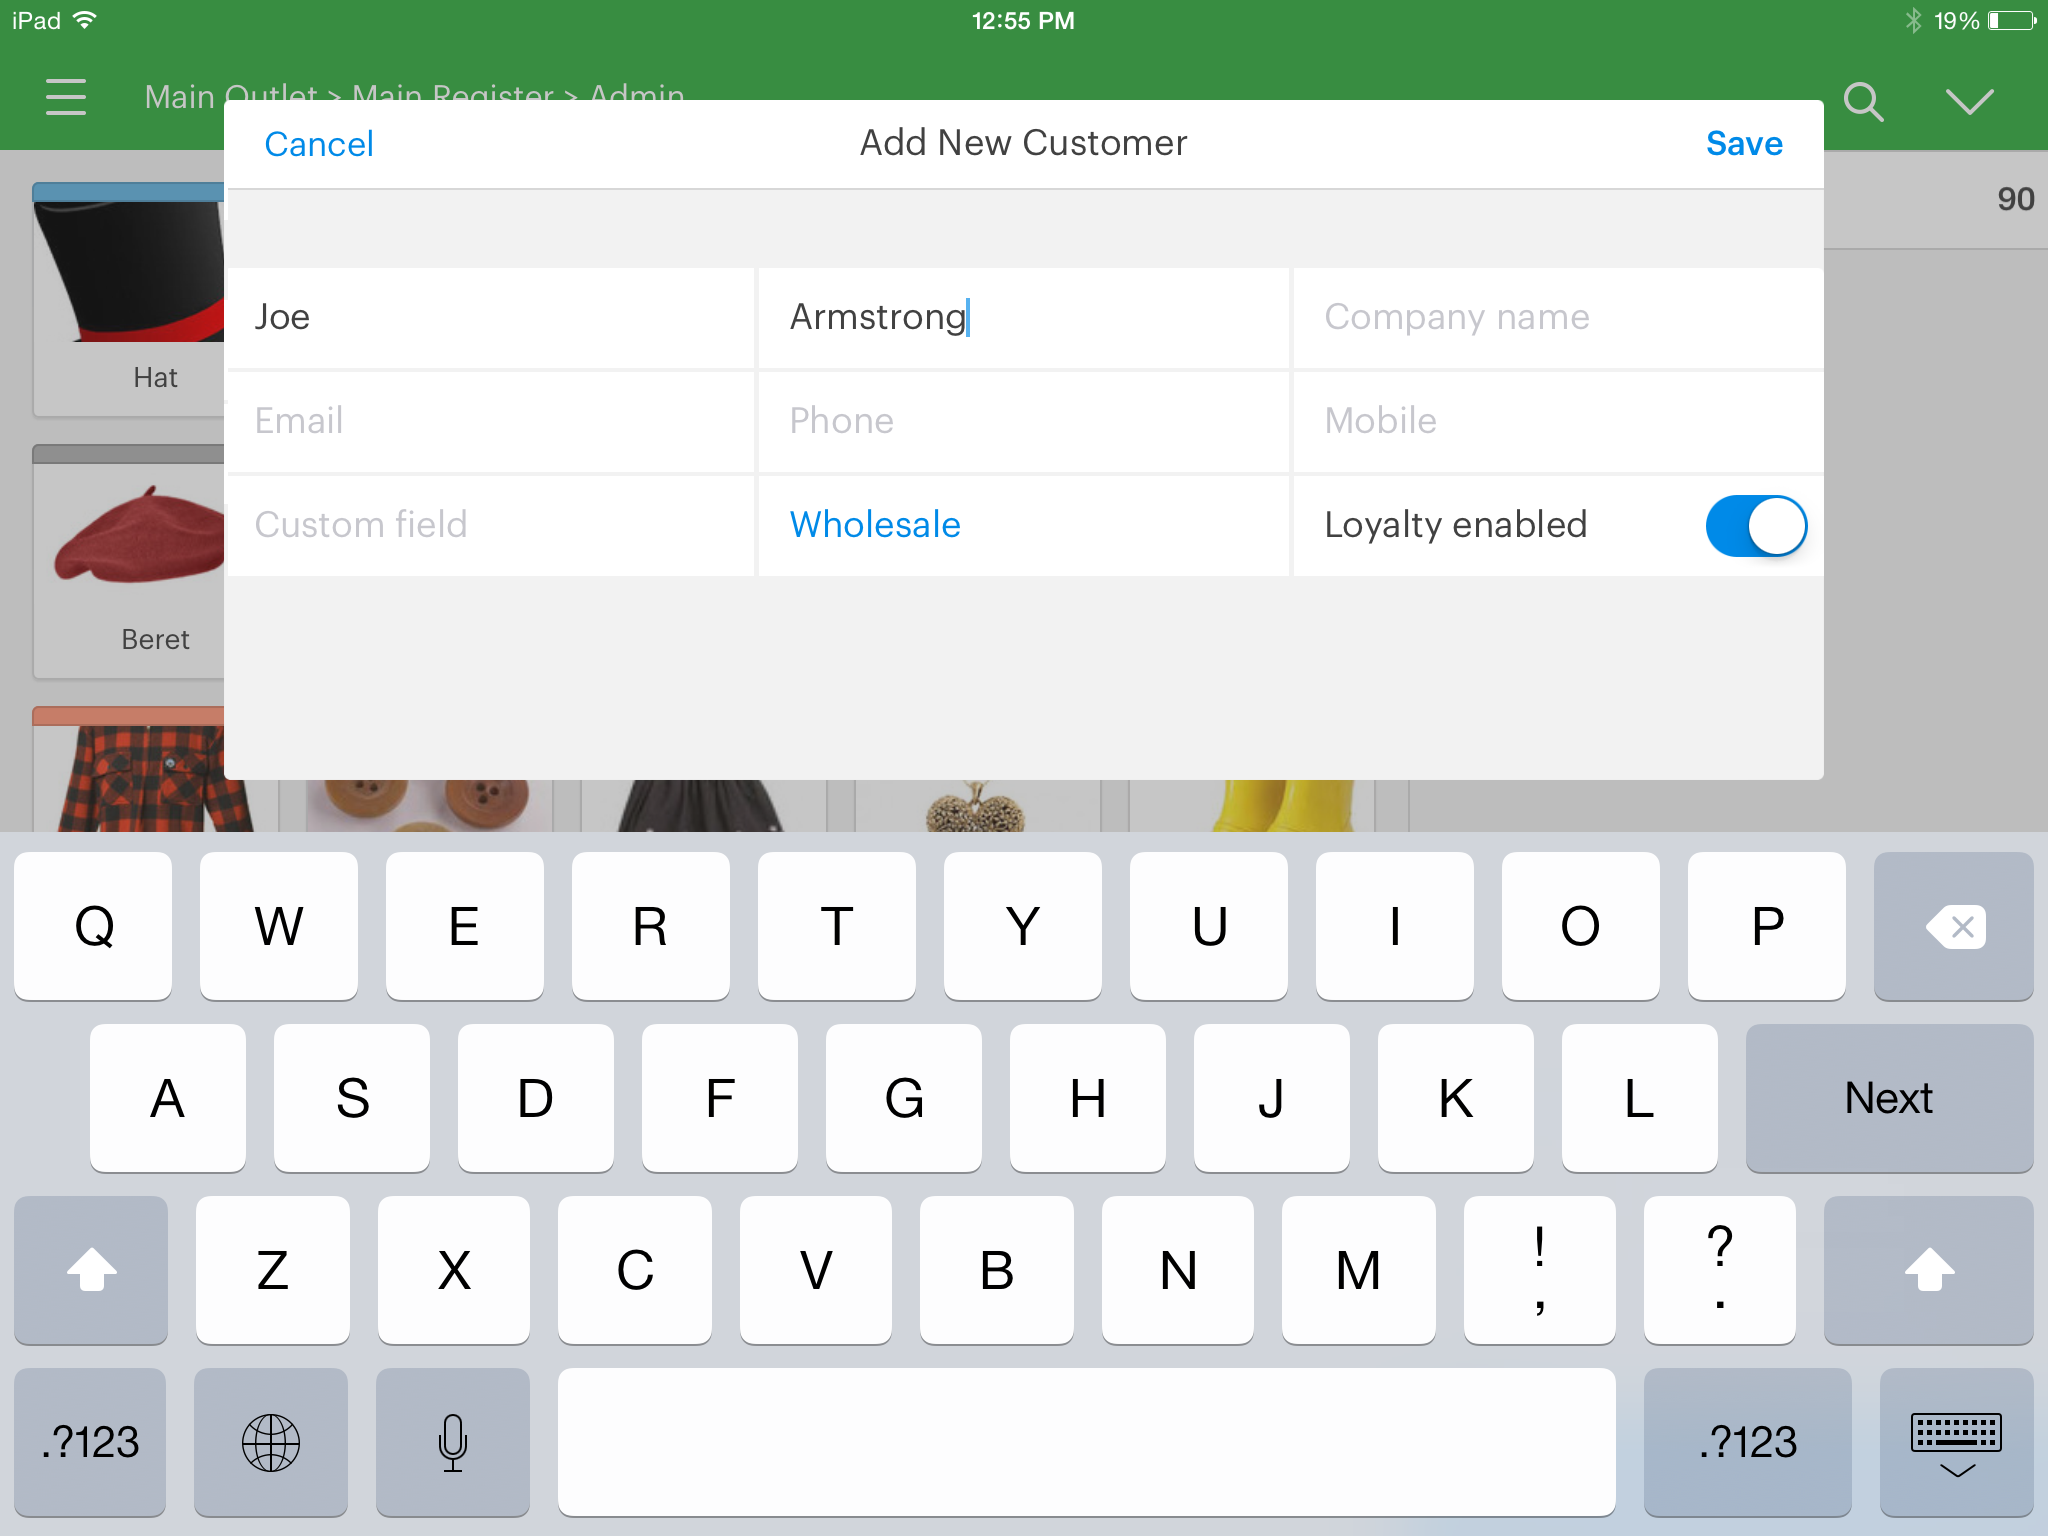 iPad 12:55 PM 19%
Main Outlet > Main Register > Admin
Cancel Add New Customer Save
90
Joe Armstrong Company name
Hat
Email Phone Mobile
Custom field Wholesale Loyalty enabled
Beret
Q W E R T Y U I O P
A S D F G H J K L Next
Z X C V B N M ! , ? .
.?123 .?123